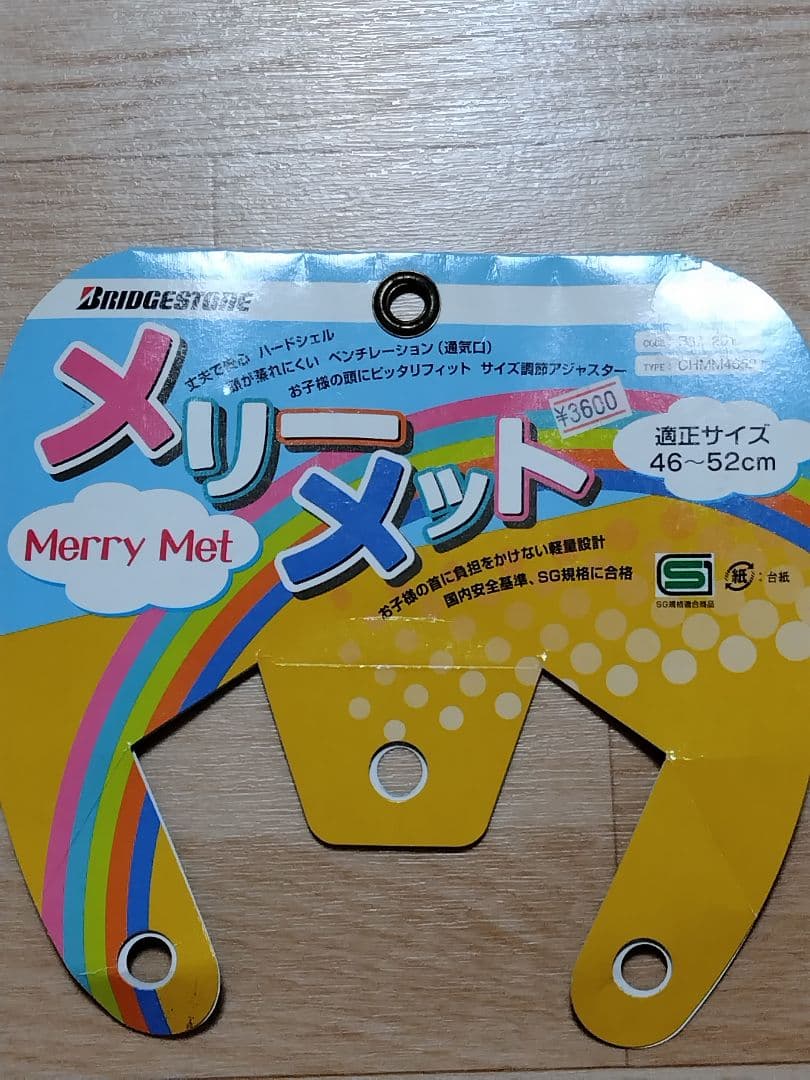 BRIDGESTONE
丈夫で安心 ハードシェル
頭が蒸れにくい ベンチレーション(通気口)
お子様の頭にピッタリフィット サイズ調節アジャスター
CODE:
TYPE:
¥3600
メリーメット
適正サイズ
46〜52cm
Merry Met
お子様の首に負担をかけない軽量設計
国内安全基準、SG規格に合格
SG規格適合商品
紙:台紙